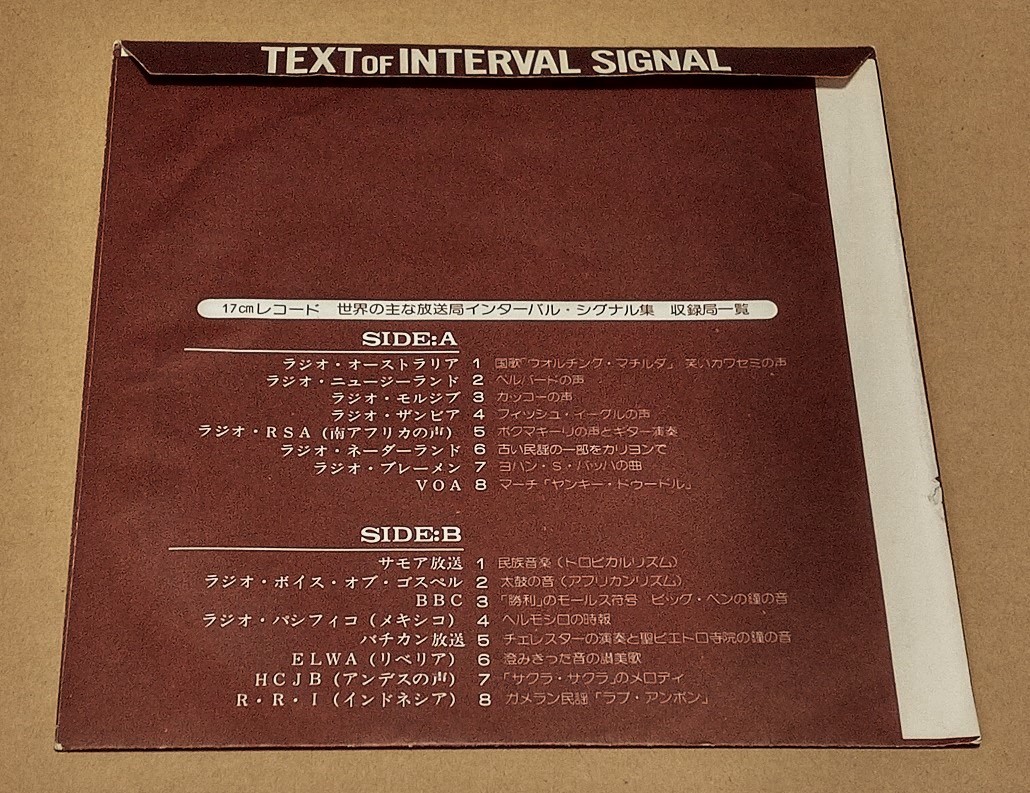 TEXT OF INTERVAL SIGNAL
17cmレコード 世界の主な放送局インターバル・シグナル集 収録局一覧
SIDE:A
ラジオ・オーストラリア 1 国歌「ウォルチング・マチルダ」 笑いカワセミの声
ラジオ・ニュージーランド 2 ベルバードの声
ラジオ・モルジブ 3 カッコーの声
ラジオ・ザンビア 4 フィッシュ・イーグルの声
ラジオ・RSA(南アフリカの声) 5 ボクマキーリの声とギター演奏
ラジオ・ネーダーランド 6 古い民謡の一部をカリヨンで
ラジオ・ブレーメン 7 ヨハン・S・バッハの曲
VOA 8 マーチ「ヤンキー・ドゥードル」
SIDE:B
サモア放送 1 民族音楽(トロピカルリズム)
ラジオ・ボイス・オブ・ゴスペル 2 太鼓の音(アフリカンリズム)
BBC 3 「勝利」のモールス符号 ビッグ・ベンの鐘の音
ラジオ・パシフィコ(メキシコ) 4 ヘルモシロの時報
バチカン放送 5 チェレスターの演奏と聖ピエトロ寺院の鐘の音
ELWA(リベリア) 6 澄みきった音の讃美歌
HCJB(アンデスの声) 7 「サクラ・サクラ」のメロディ
R・R・I(インドネシア) 8 ガメラン民謡「ラブ・アンボン」